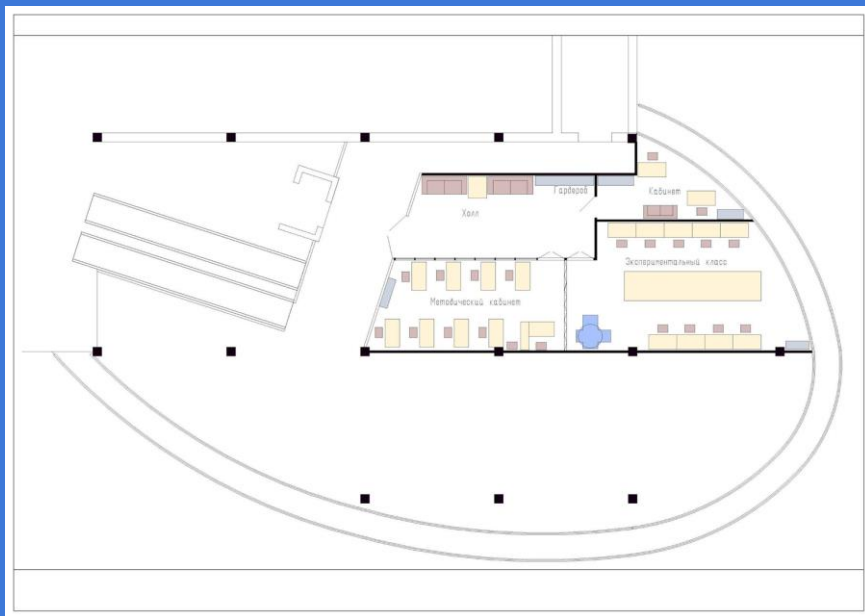 Гардероб
Кабинет
Холл
Экспериментальный класс
Методический кабинет